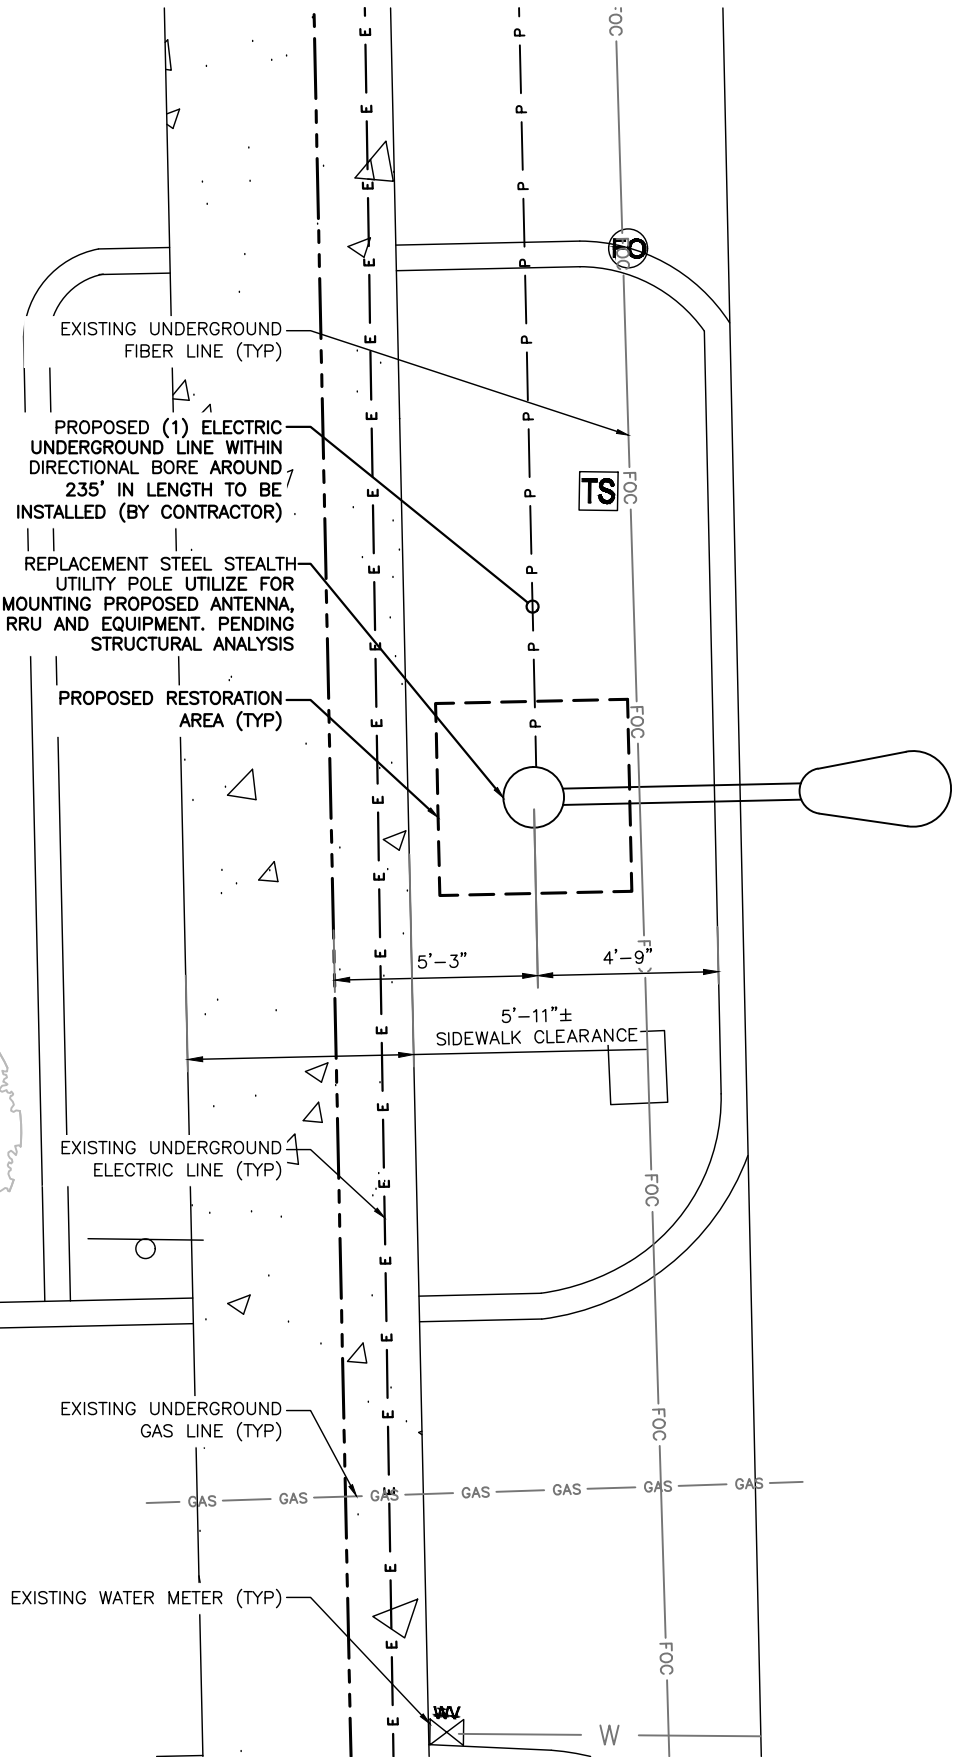 FOC
E
P
E
P
E
P
E
FO
FOC
E
P
EXISTING UNDERGROUND
FIBER LINE (TYP)
E
P
E
P
PROPOSED (1) ELECTRIC
UNDERGROUND LINE WITHIN
DIRECTIONAL BORE AROUND
235' IN LENGTH TO BE
INSTALLED (BY CONTRACTOR)
E
P
TS
FOC
E
REPLACEMENT STEEL STEALTH
UTILITY POLE UTILIZE FOR
MOUNTING PROPOSED ANTENNA,
RRU AND EQUIPMENT. PENDING
STRUCTURAL ANALYSIS
E
P
E
P
PROPOSED RESTORATION
AREA (TYP)
E
P
FOC
E
E
E
5'-3"
4'-9"
5'-11"±
SIDEWALK CLEARANCE
E
E
EXISTING UNDERGROUND
ELECTRIC LINE (TYP)
E
FOC
E
E
EXISTING UNDERGROUND
GAS LINE (TYP)
E
FOC
GAS GAS GAS GAS GAS GAS GAS
E
E
EXISTING WATER METER (TYP)
E
FOC
WV
E
W